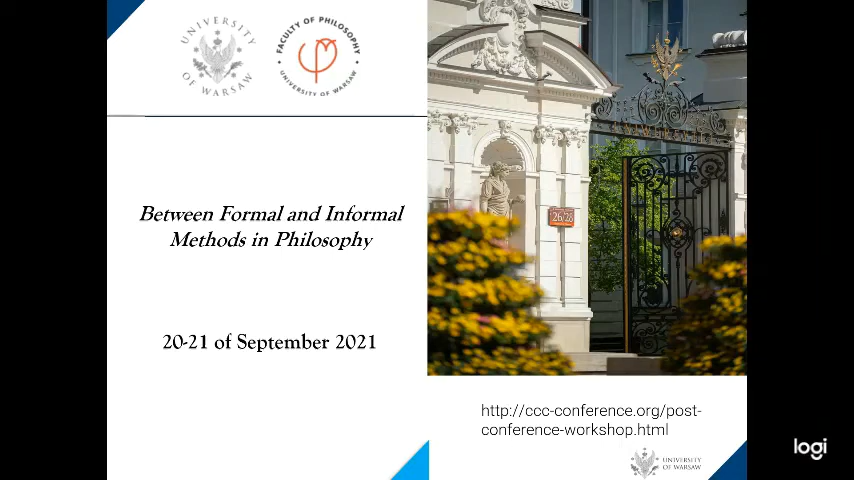 UNIVERSITY OF WARSAW
FACULTY OF PHILOSOPHY
UNIVERSITY OF WARSAW
Between Formal and Informal
Methods in Philosophy
20-21 of September 2021
26/28
http://ccc-conference.org/post-
conference-workshop.html
UNIVERSITY
OF WARSAW
logi